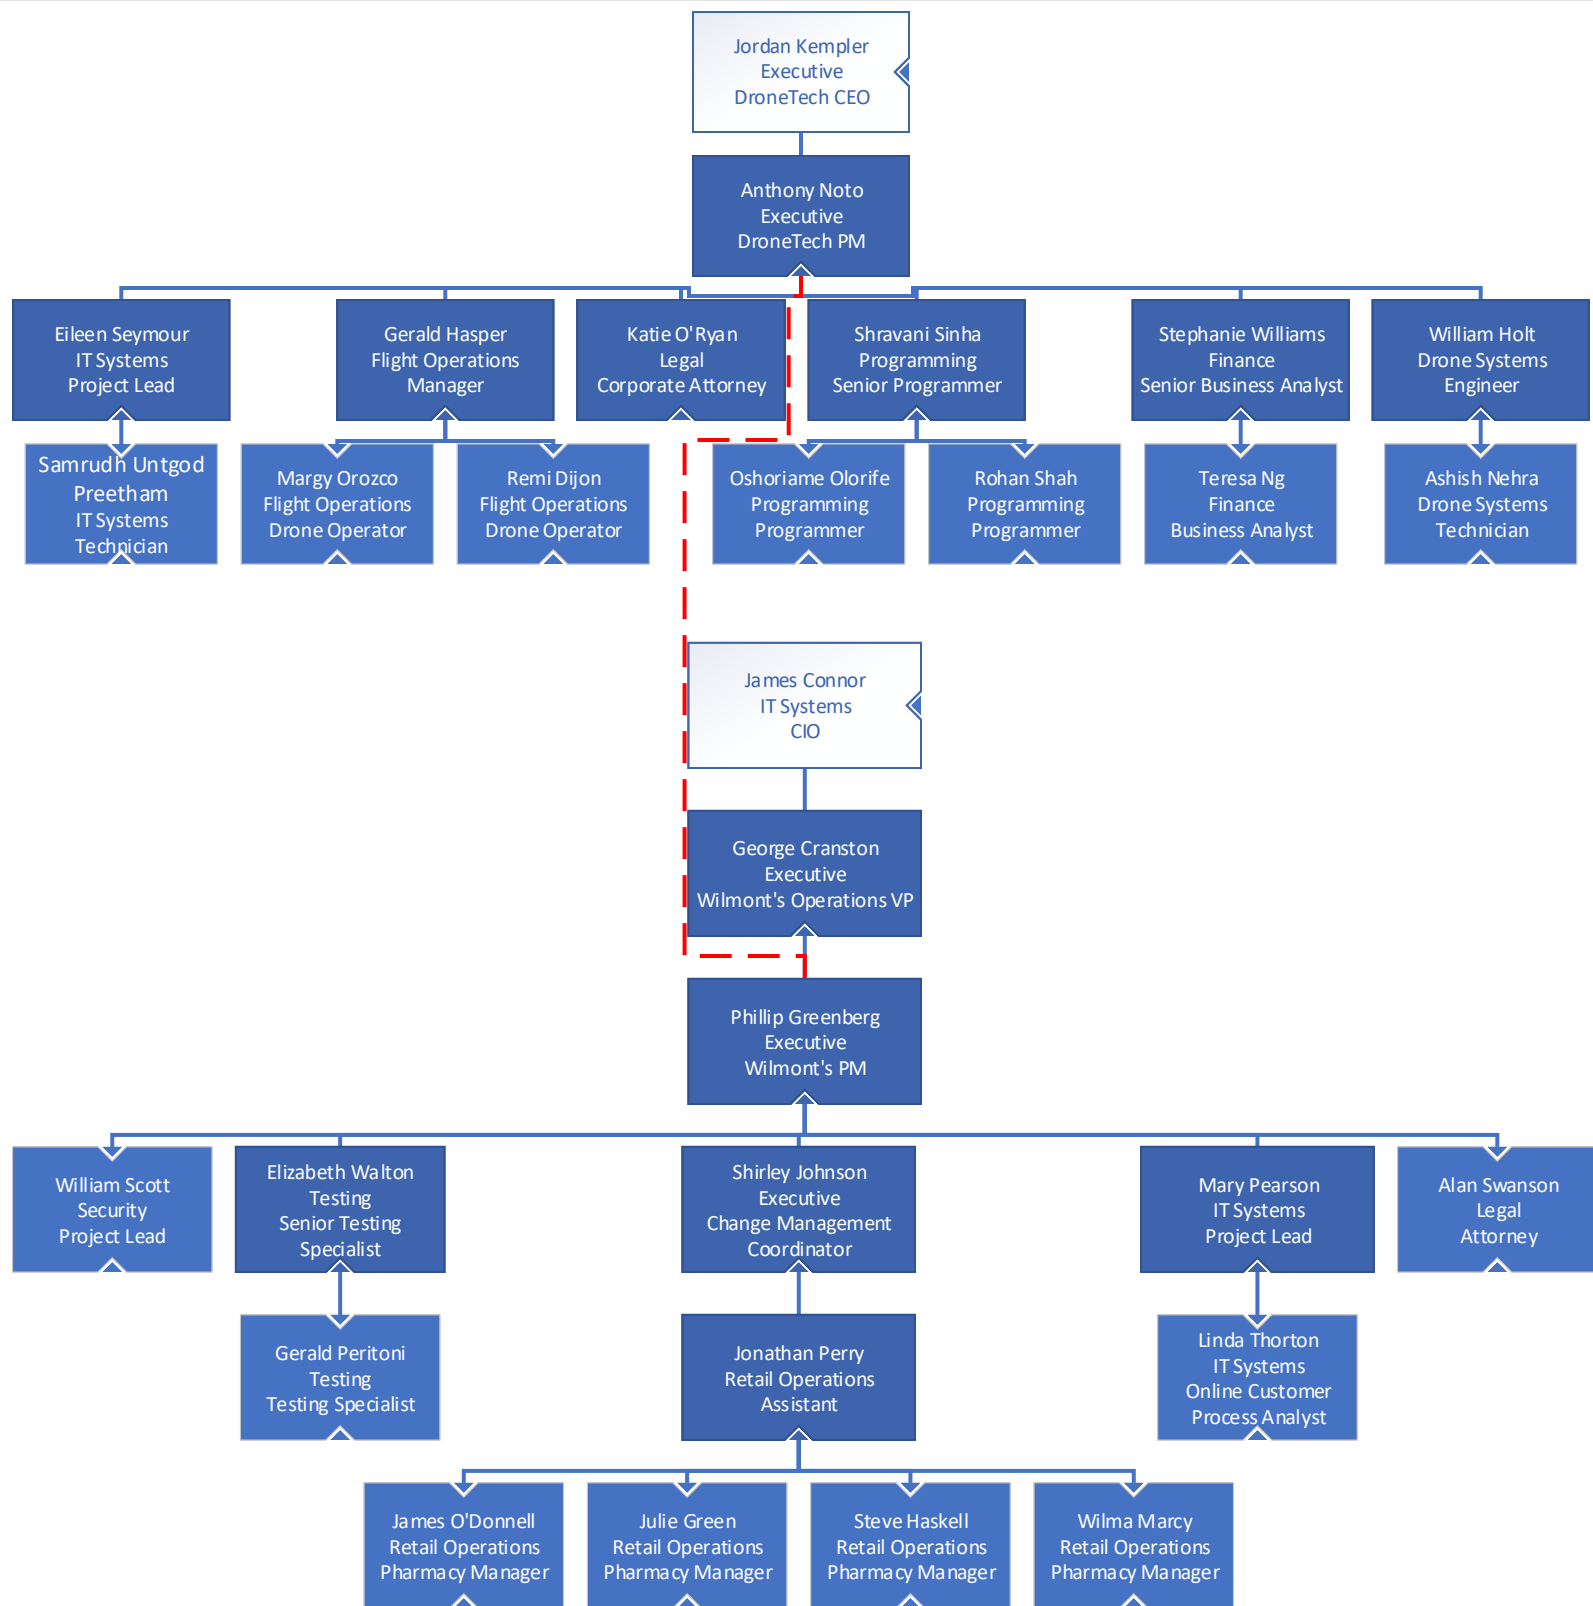 Jordan Kempler
Executive
DroneTech CEO
Anthony Noto
Executive
DroneTech PM
Eileen Seymour
IT Systems
Project Lead
Gerald Hasper
Flight Operations
Manager
Katie O'Ryan
Legal
Corporate Attorney
Shravani Sinha
Programming
Senior Programmer
Stephanie Williams
Finance
Senior Business Analyst
William Holt
Drone Systems
Engineer
Samrudh Untgod
Preetham
IT Systems
Technician
Margy Orozco
Flight Operations
Drone Operator
Remi Dijon
Flight Operations
Drone Operator
Oshoriame Olorife
Programming
Programmer
Rohan Shah
Programming
Programmer
Teresa Ng
Finance
Business Analyst
Ashish Nehra
Drone Systems
Technician
James Connor
IT Systems
CIO
George Cranston
Executive
Wilmont's Operations VP
Phillip Greenberg
Executive
Wilmont's PM
William Scott
Security
Project Lead
Elizabeth Walton
Testing
Senior Testing
Specialist
Shirley Johnson
Executive
Change Management
Coordinator
Mary Pearson
IT Systems
Project Lead
Alan Swanson
Legal
Attorney
Gerald Peritoni
Testing
Testing Specialist
Jonathan Perry
Retail Operations
Assistant
Linda Thorton
IT Systems
Online Customer
Process Analyst
James O'Donnell
Retail Operations
Pharmacy Manager
Julie Green
Retail Operations
Pharmacy Manager
Steve Haskell
Retail Operations
Pharmacy Manager
Wilma Marcy
Retail Operations
Pharmacy Manager